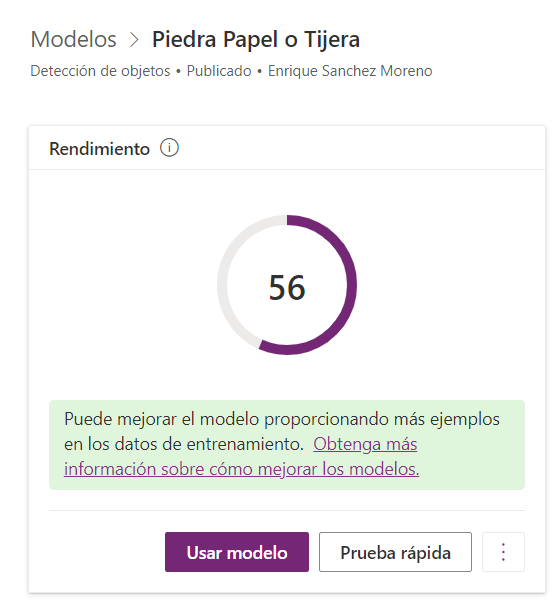 Modelos > Piedra Papel o Tijera
Detección de objetos • Publicado • Enrique Sanchez Moreno
Rendimiento
56
Puede mejorar el modelo proporcionando más ejemplos
en los datos de entrenamiento. Obtenga más
información sobre cómo mejorar los modelos.
Usar modelo Prueba rápida